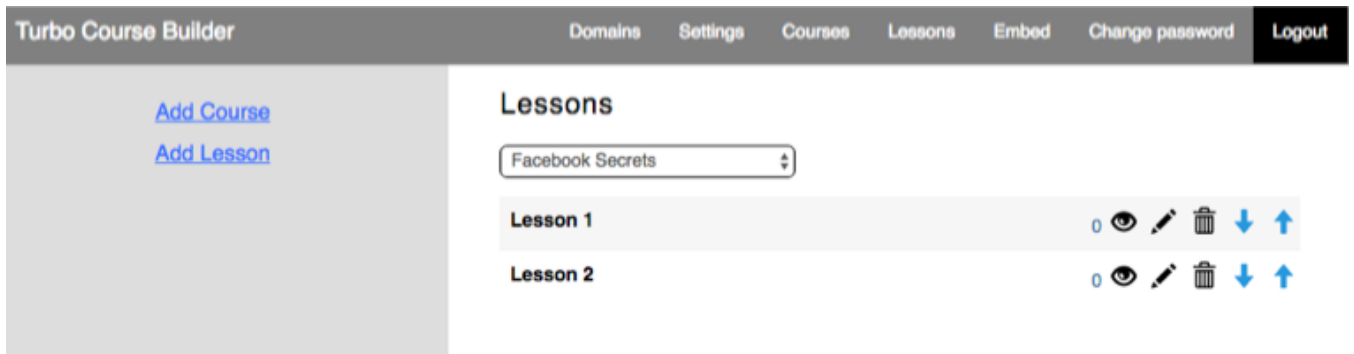 Turbo Course Builder
Domains Settings Courses Lessons Embed Change password Logout
Add Course
Add Lesson
Lessons
Facebook Secrets
Lesson 1 0
Lesson 2 0